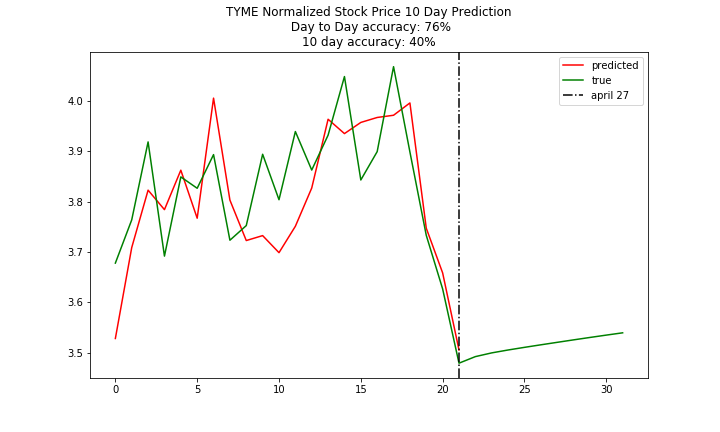 TYME Normalized Stock Price 10 Day Prediction
Day to Day accuracy: 76%
10 day accuracy: 40%
predicted
true
april 27
4.0
3.9
3.8
3.7
3.6
3.5
0 5 10 15 20 25 30